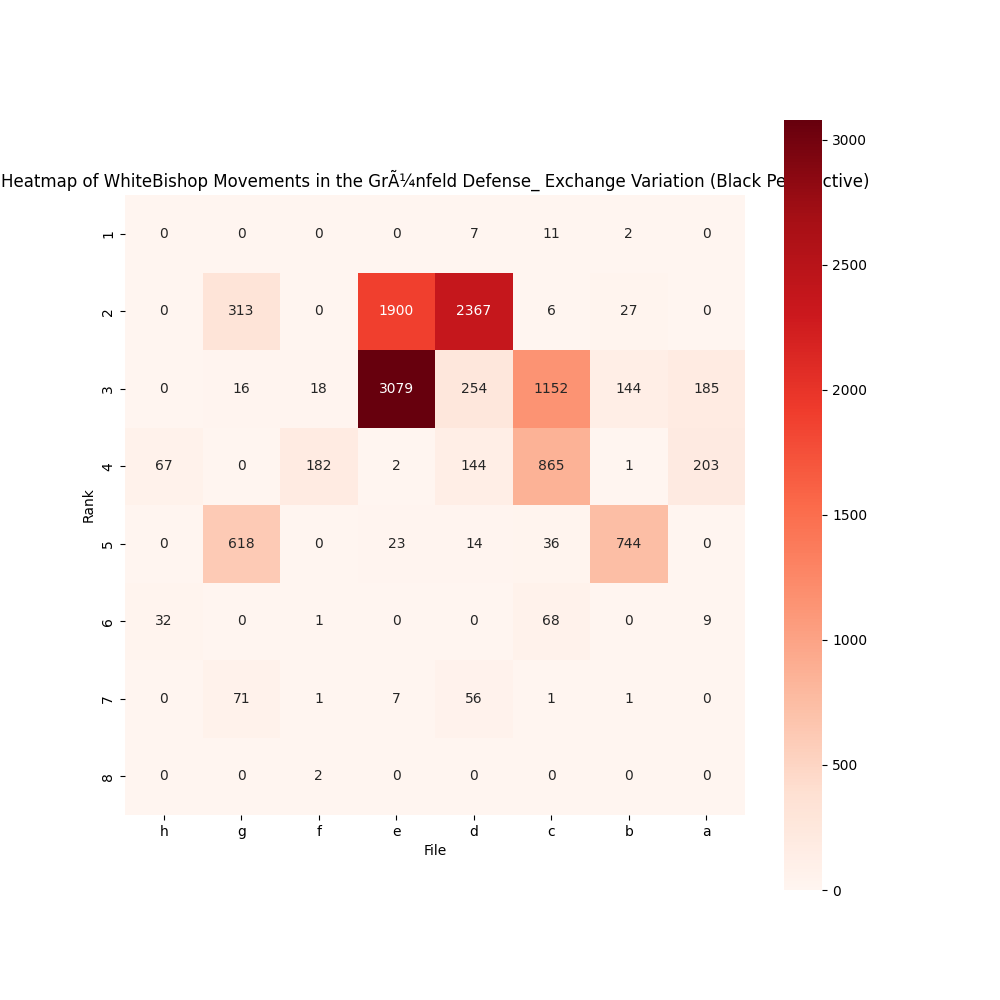 Heatmap of WhiteBishop Movements in the GrÃ¼nfeld Defense_ Exchange Variation (Black Pe ctive)
3000
2500
2000
1500
1000
500
0
Rank
1 0 0 0 0 7 11 2 0
2 0 313 0 1900 2367 6 27 0
3 0 16 18 3079 254 1152 144 185
4 67 0 182 2 144 865 1 203
5 0 618 0 23 14 36 744 0
6 32 0 1 0 0 68 0 9
7 0 71 1 7 56 1 1 0
8 0 0 2 0 0 0 0 0
h g f e d c b a
File